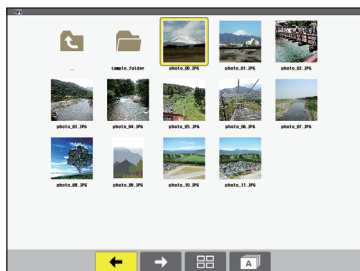 sample_folder photo_00.JPG photo_01.JPG photo_02.JPG
photo_03.JPG photo_04.JPG photo_05.JPG photo_06.JPG photo_07.JPG
photo_08.JPG photo_09.JPG photo_10.JPG photo_11.JPG
A